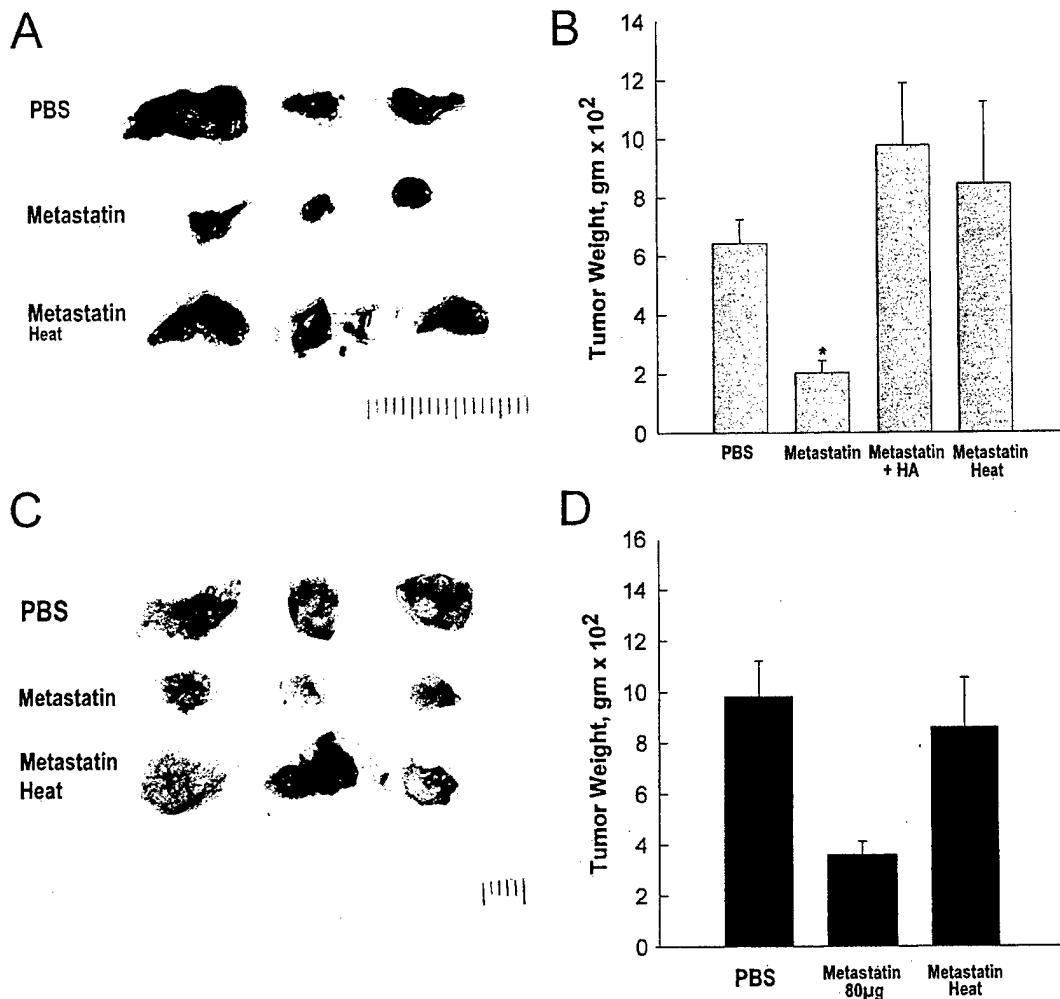 A
PBS
Metastatin
Metastatin
Heat
B
Tumor Weight, gm x 10²
14
12
10
8
6
4
2
0
*
PBS
Metastatin
Metastatin
+ HA
Metastatin
Heat
C
PBS
Metastatin
Metastatin
Heat
D
Tumor Weight, gm x 10²
16
14
12
10
8
6
4
2
0
PBS
Metastatin
80µg
Metastatin
Heat